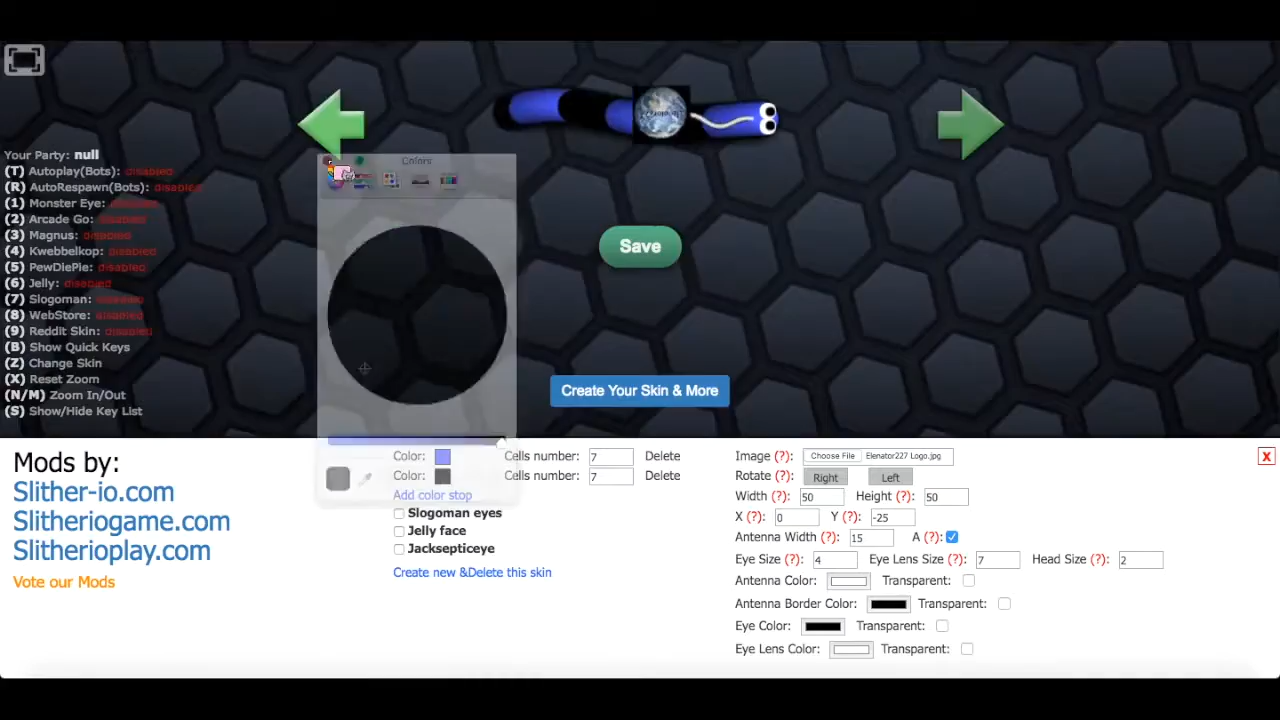 Your Party: null
(T) Autoplay(Bots): disabled
(R) AutoRespawn(Bots): disabled
(1) Monster Eye: disabled
(2) Arcade Go: disabled
(3) Magnus: disabled
(4) Kwebbelkop: disabled
(5) PewDiePie: disabled
(6) Jelly: disabled
(7) Slogoman: disabled
(8) WebStore: disabled
(9) Reddit Skin: disabled
(B) Show Quick Keys
(Z) Change Skin
(X) Reset Zoom
(N/M) Zoom In/Out
(S) Show/Hide Key List
Colors
Save
Create Your Skin & More
Mods by:
Slither-io.com
Slitheriogame.com
Slitherioplay.com
Vote our Mods
Color: Cells number: 7 Delete
Color: Cells number: 7 Delete
Add color stop
Slogoman eyes
Jelly face
Jacksepticeye
Create new &Delete this skin
Image (?): Choose File Elenator227 Logo.jpg
Rotate (?): Right Left
Width (?): 50 Height (?): 50
X (?): 0 Y (?): -25
Antenna Width (?): 15 A (?):
Eye Size (?): 4 Eye Lens Size (?): 7 Head Size (?): 2
Antenna Color: Transparent:
Antenna Border Color: Transparent:
Eye Color: Transparent:
Eye Lens Color: Transparent:
X